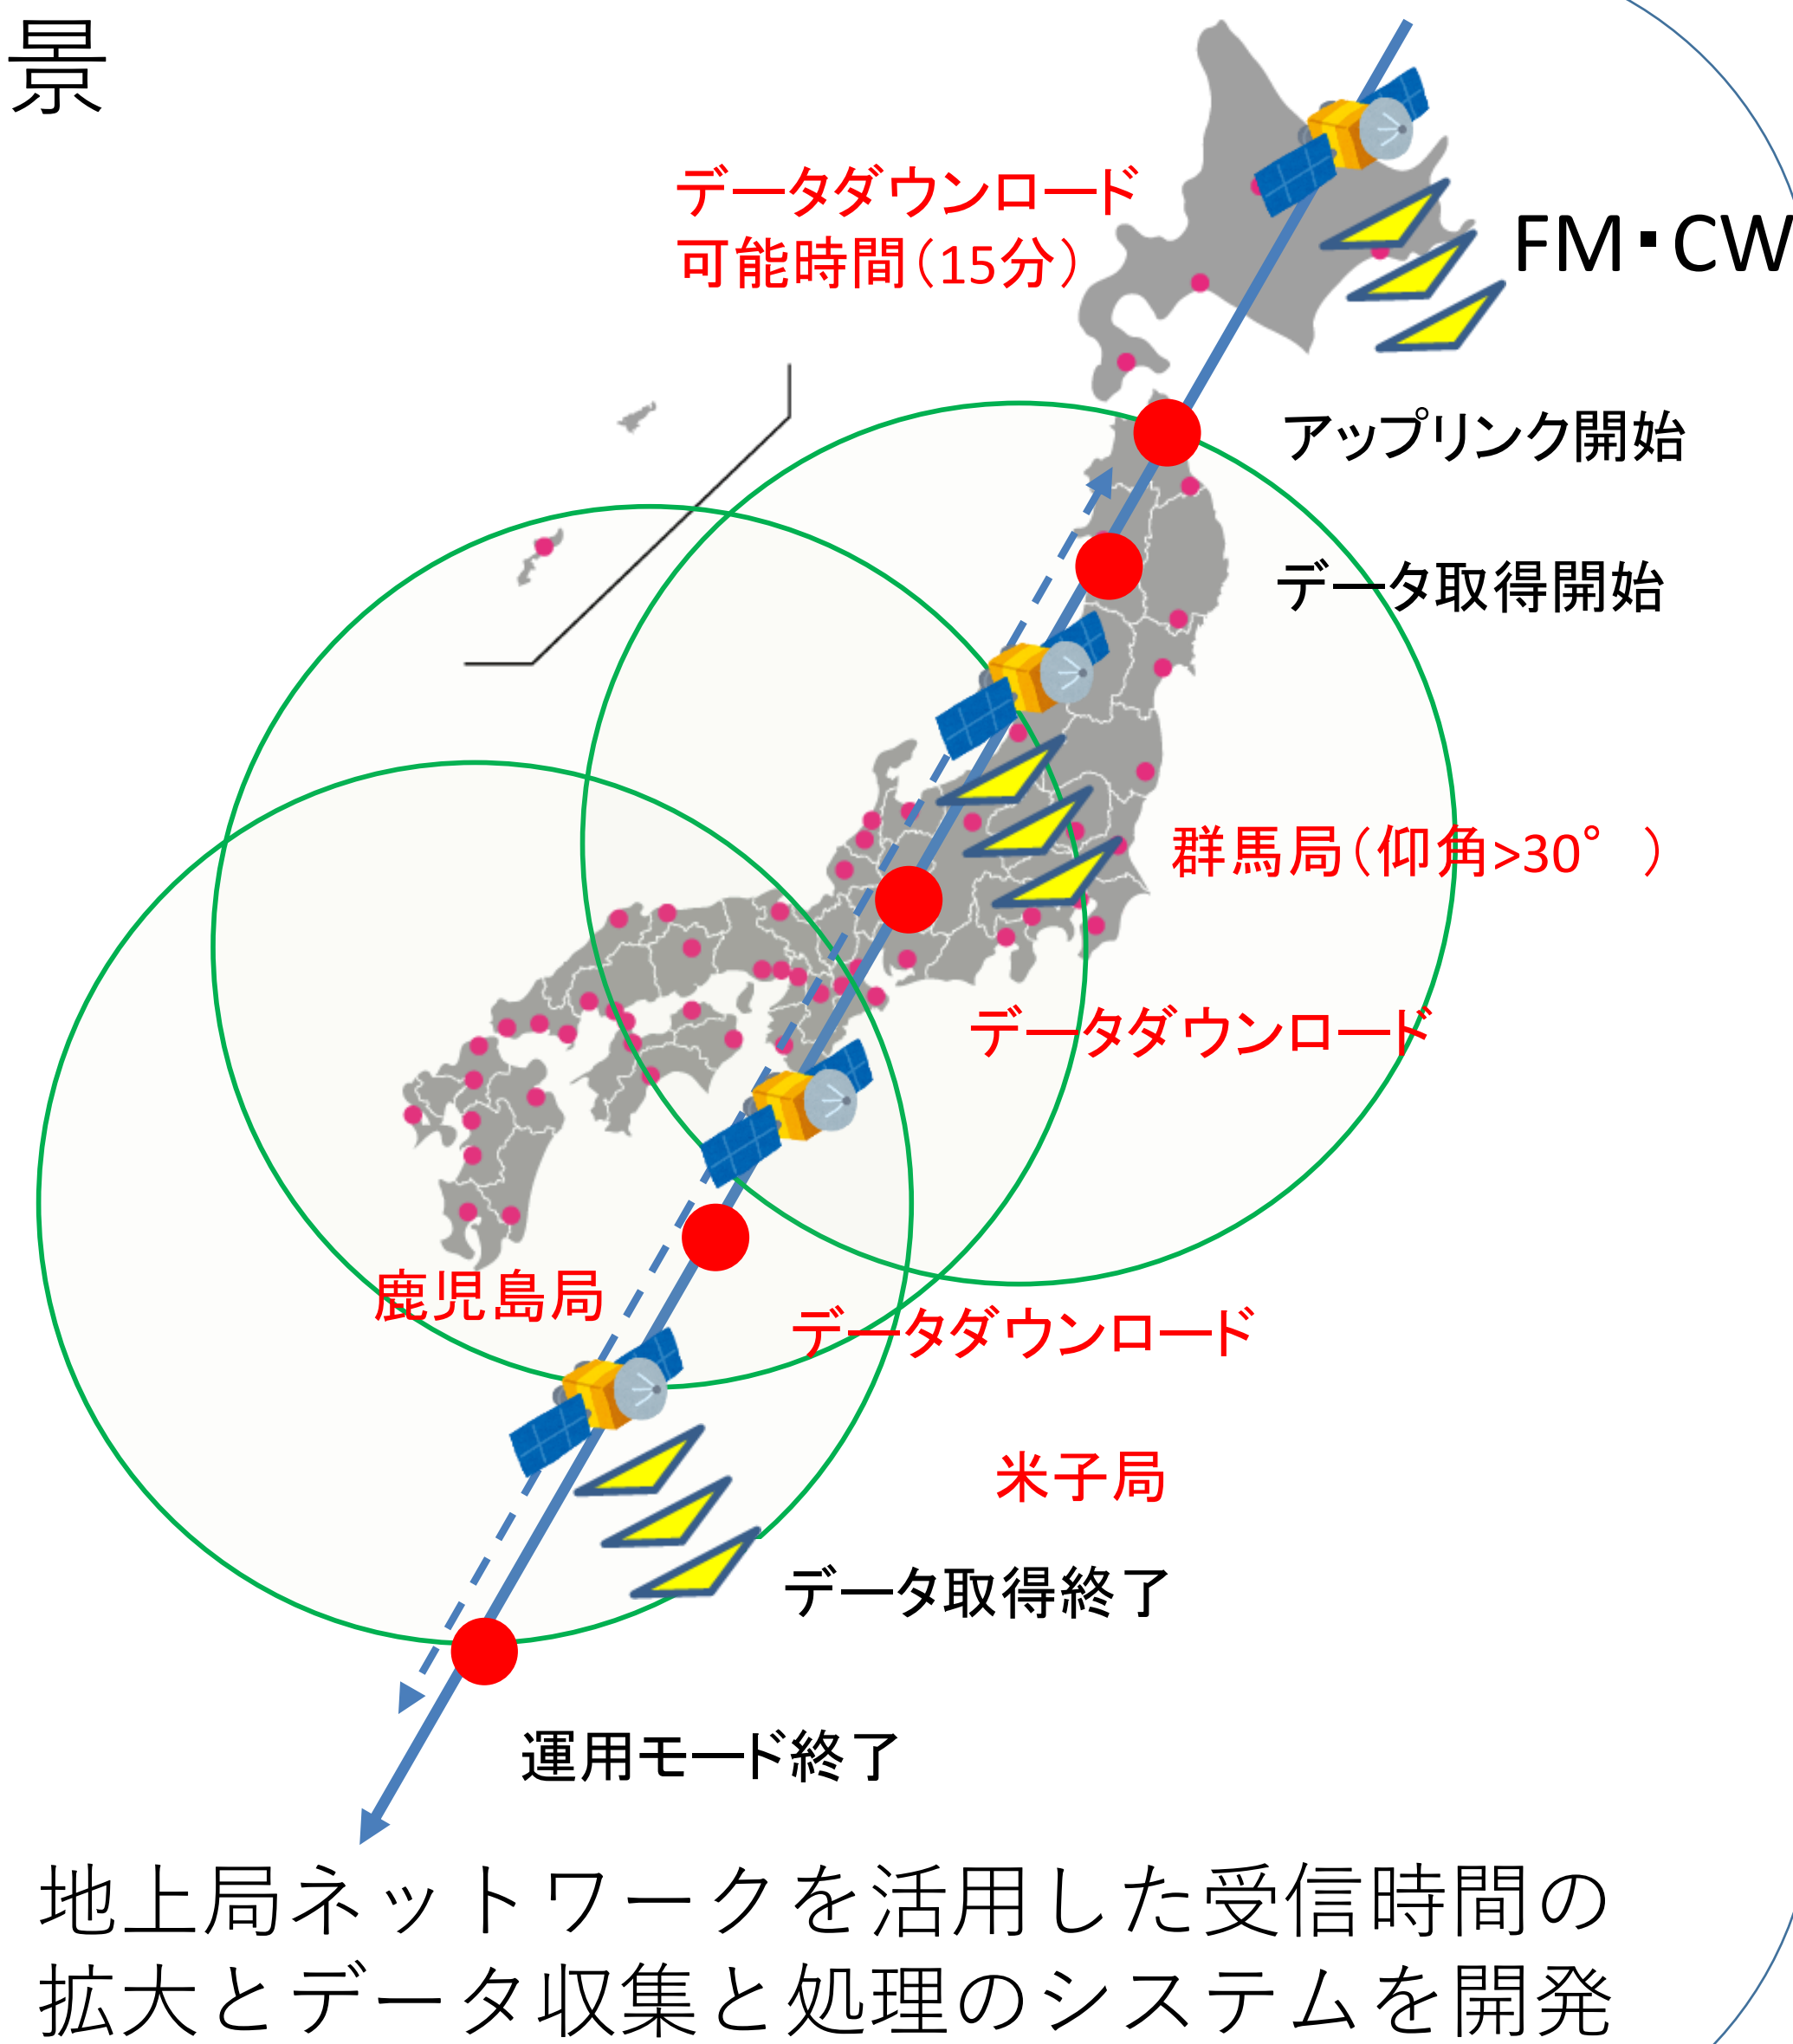 景
データダウンロード
可能時間(15分)
FM・CW
アップリンク開始
データ取得開始
群馬局(仰角>30°)
データダウンロード
鹿児島局
データダウンロード
米子局
データ取得終了
運用モード終了
地上局ネットワークを活用した受信時間の
拡大とデータ収集と処理のシステムを開発